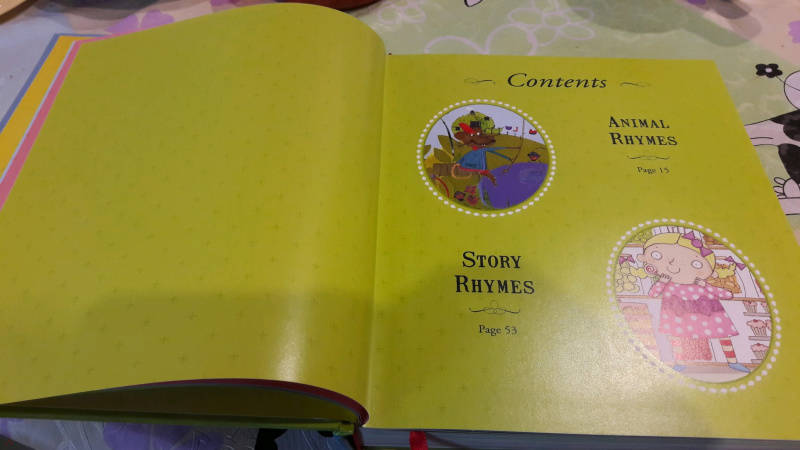 Contents
ANIMAL
RHYMES
Page 15
STORY
RHYMES
Page 53